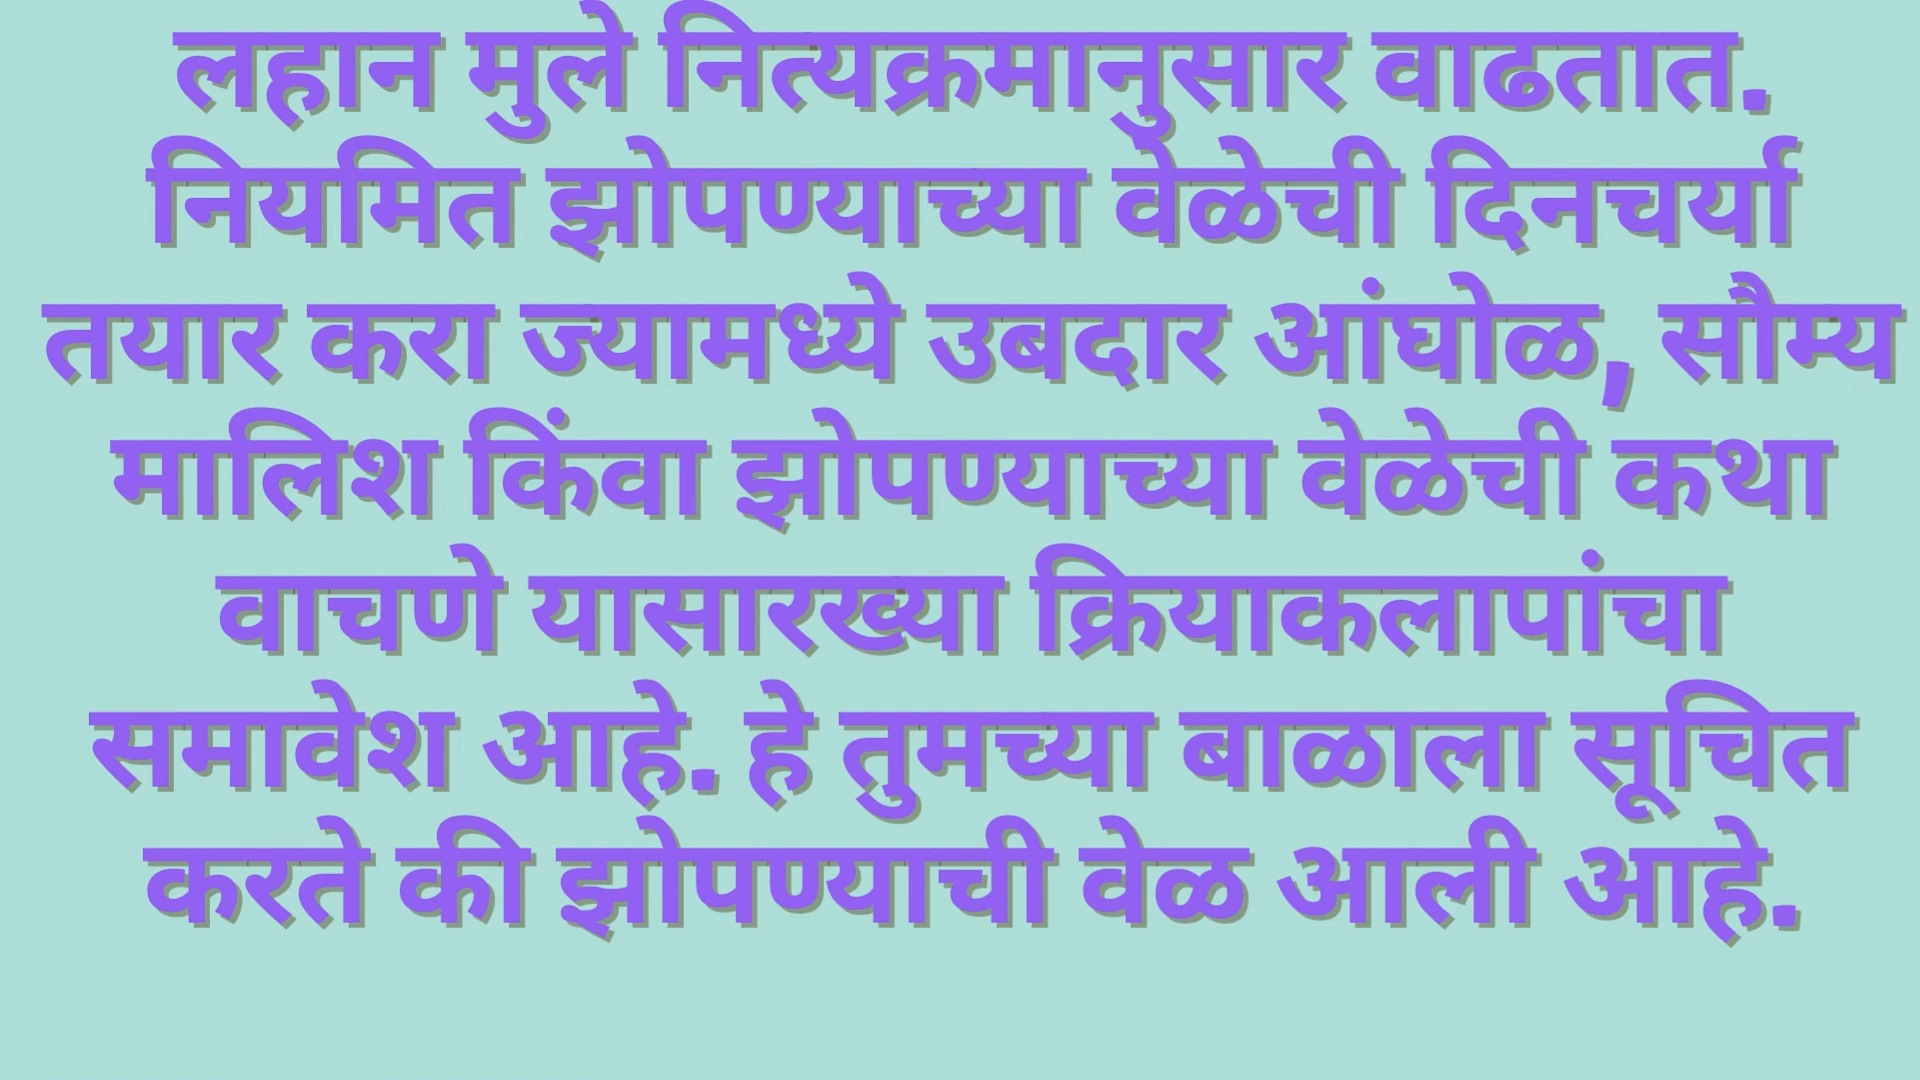 लहान मुले नित्यक्रमानुसार वाढतात.
नियमित झोपण्याच्या वेळेची दिनचर्या
तयार करा ज्यामध्ये उबदार आंघोळ, सौम्य
मालिश किंवा झोपण्याच्या वेळेची कथा
वाचणे यासारख्या क्रियाकलापांचा
समावेश आहे. हे तुमच्या बाळाला सूचित
करते की झोपण्याची वेळ आली आहे.